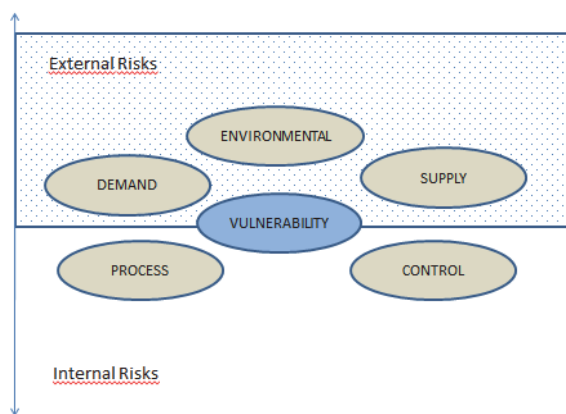 External Risks
ENVIRONMENTAL
DEMAND
SUPPLY
VULNERABILITY
PROCESS
CONTROL
Internal Risks